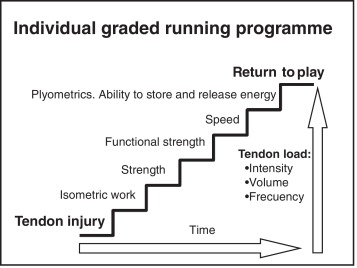 Individual graded running programme
Return to play
Plyometrics. Ability to store and release energy
Speed
Functional strength
Strength
Isometric work
Tendon injury
Tendon load:
•Intensity
•Volume
•Frecuency
Time